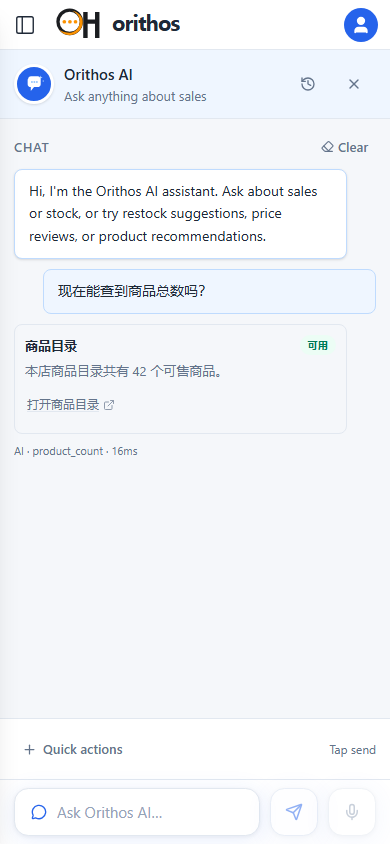 OH orithos
Orithos AI
Ask anything about sales
CHAT
Clear
Hi, I'm the Orithos AI assistant. Ask about sales
or stock, or try restock suggestions, price
reviews, or product recommendations.
现在能查到商品总数吗？
商品目录
可用
本店商品目录共有 42 个可售商品。
打开商品目录
AI · product_count · 16ms
Quick actions
Tap send
Ask Orithos AI...